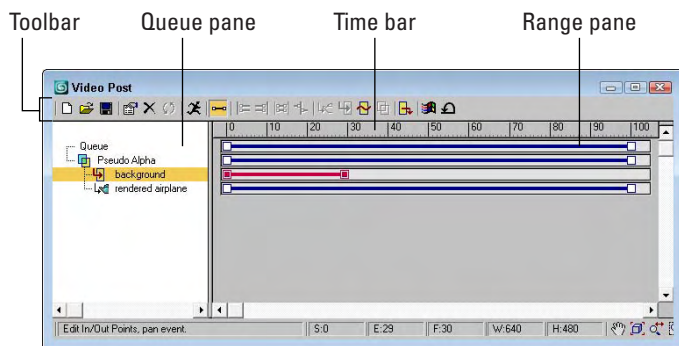 Toolbar Queue pane Time bar Range pane
Video Post
0 10 20 30 40 50 60 70 80 90 100
Queue
Pseudo Alpha
background
rendered airplane
Edit In/Out Points, pan event. S:0 E:29 F:30 W:640 H:480